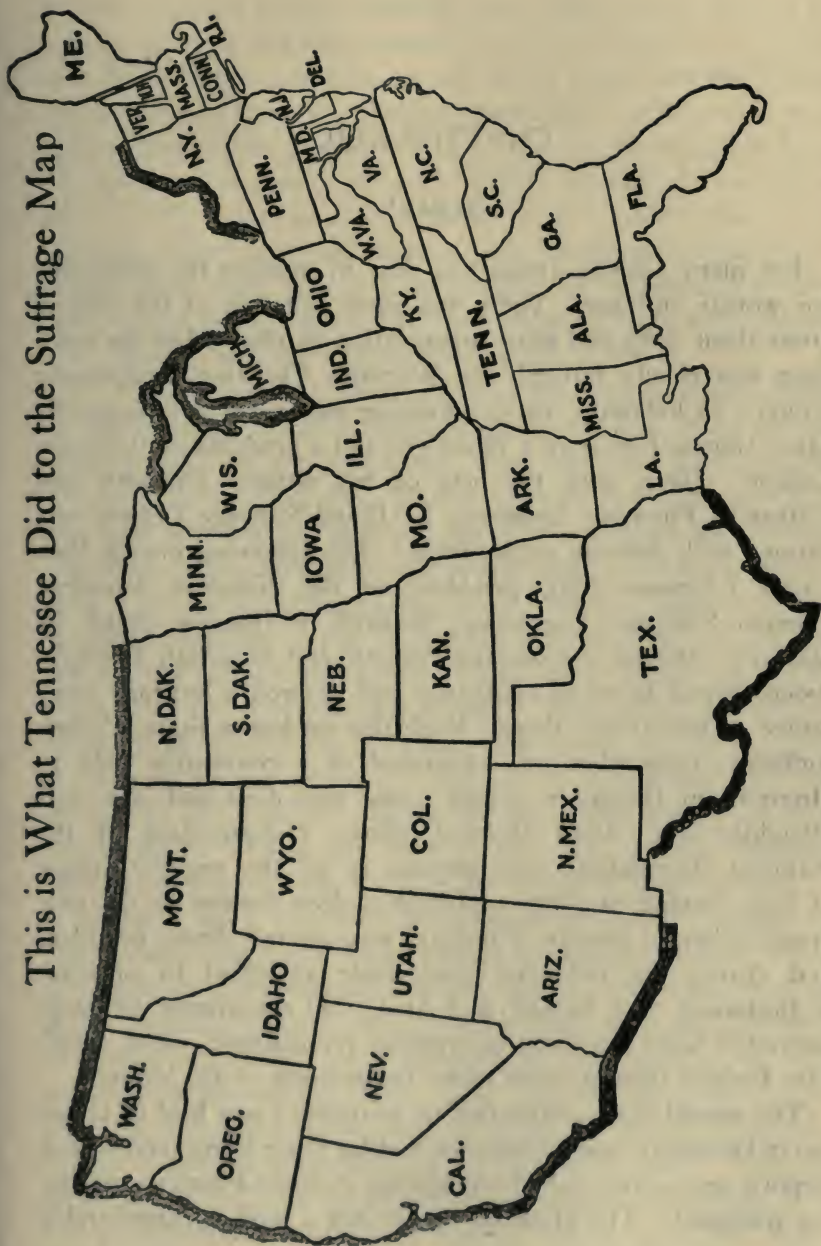 This is What Tennessee Did to the Suffrage Map
WASH.
MONT.
N.DAK.
MINN.
WIS.
MICH.
N.Y.
VER.
N.H.
ME.
MASS.
CONN.
R.I.
OREG.
IDAHO
WYO.
S.DAK.
IOWA
ILL.
IND.
OHIO
PENN.
N.J.
DEL.
M.D.
NEV.
UTAH.
COL.
NEB.
KAN.
MO.
KY.
W.VA.
VA.
CAL.
ARIZ.
N.MEX.
OKLA.
ARK.
TENN.
N.C.
S.C.
TEX.
LA.
MISS.
ALA.
GA.
FLA.